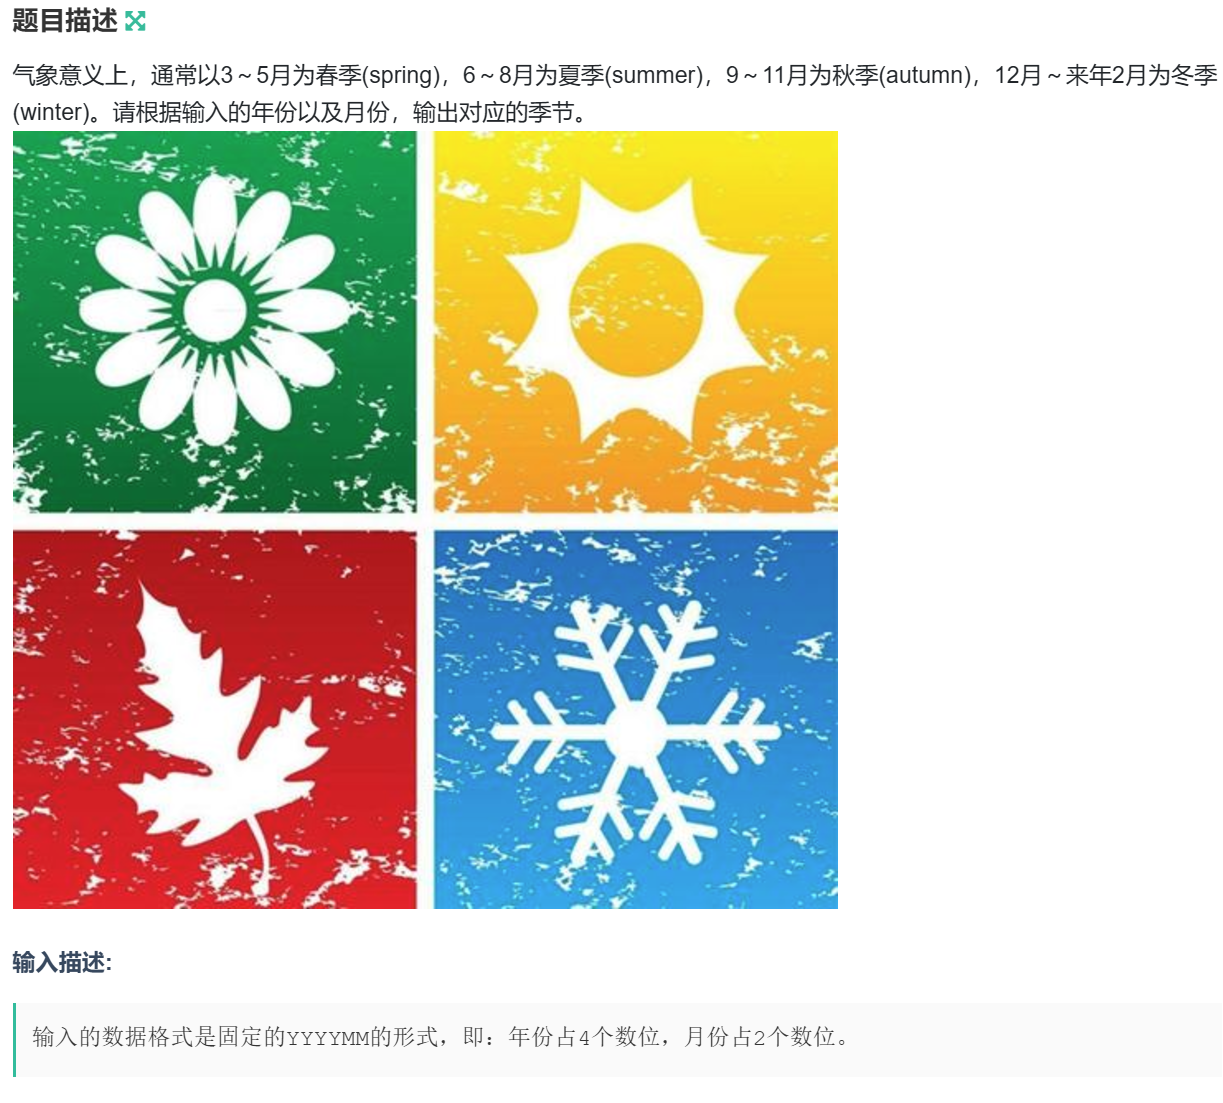 题目描述
气象意义上，通常以3～5月为春季(spring)，6～8月为夏季(summer)，9～11月为秋季(autumn)，12月～来年2月为冬季
(winter)。请根据输入的年份以及月份，输出对应的季节。
输入描述:
输入的数据格式是固定的YYYYMM的形式，即：年份占4个数位，月份占2个数位。